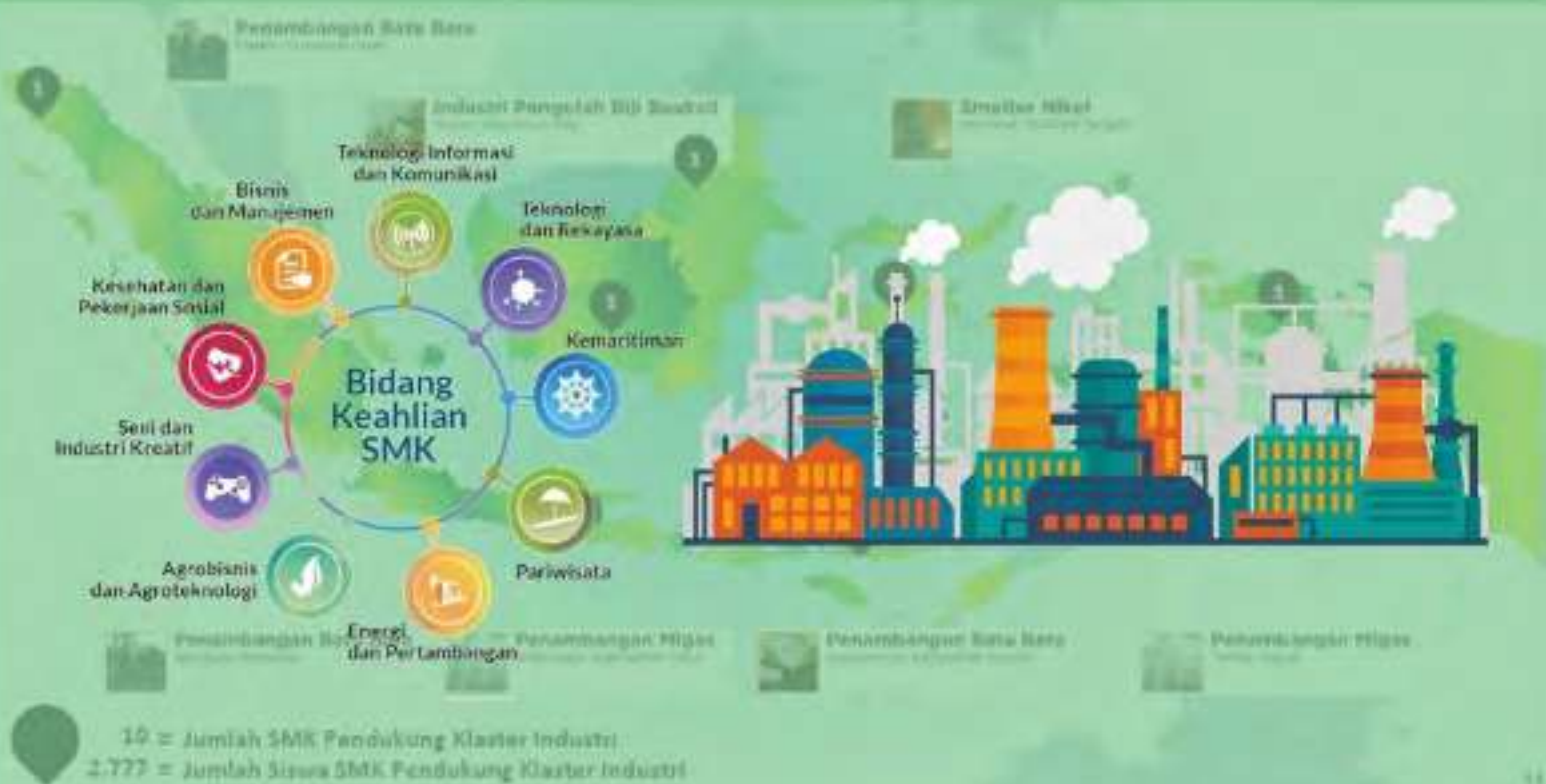 Penambangan Batu Bara
Industri Pengolah Biji Bauksit
Smelter Nikel
Teknologi Informasi
dan Komunikasi
Bisnis
dan Manajemen
Teknologi
dan Rekayasa
Kesehatan dan
Pekerjaan Sosial
Kemaritiman
Bidang
Keahlian
SMK
Seni dan
Industri Kreatif
Pariwisata
Agrobisnis
dan Agroteknologi
Energi
dan Pertambangan
Penambangan
Penambangan Migas
Penambangan Batu Bara
Penambangan Migas
10 = Jumlah SMK Pendukung Klaster Industri
2.777 = Jumlah Siswa SMK Pendukung Klaster Industri